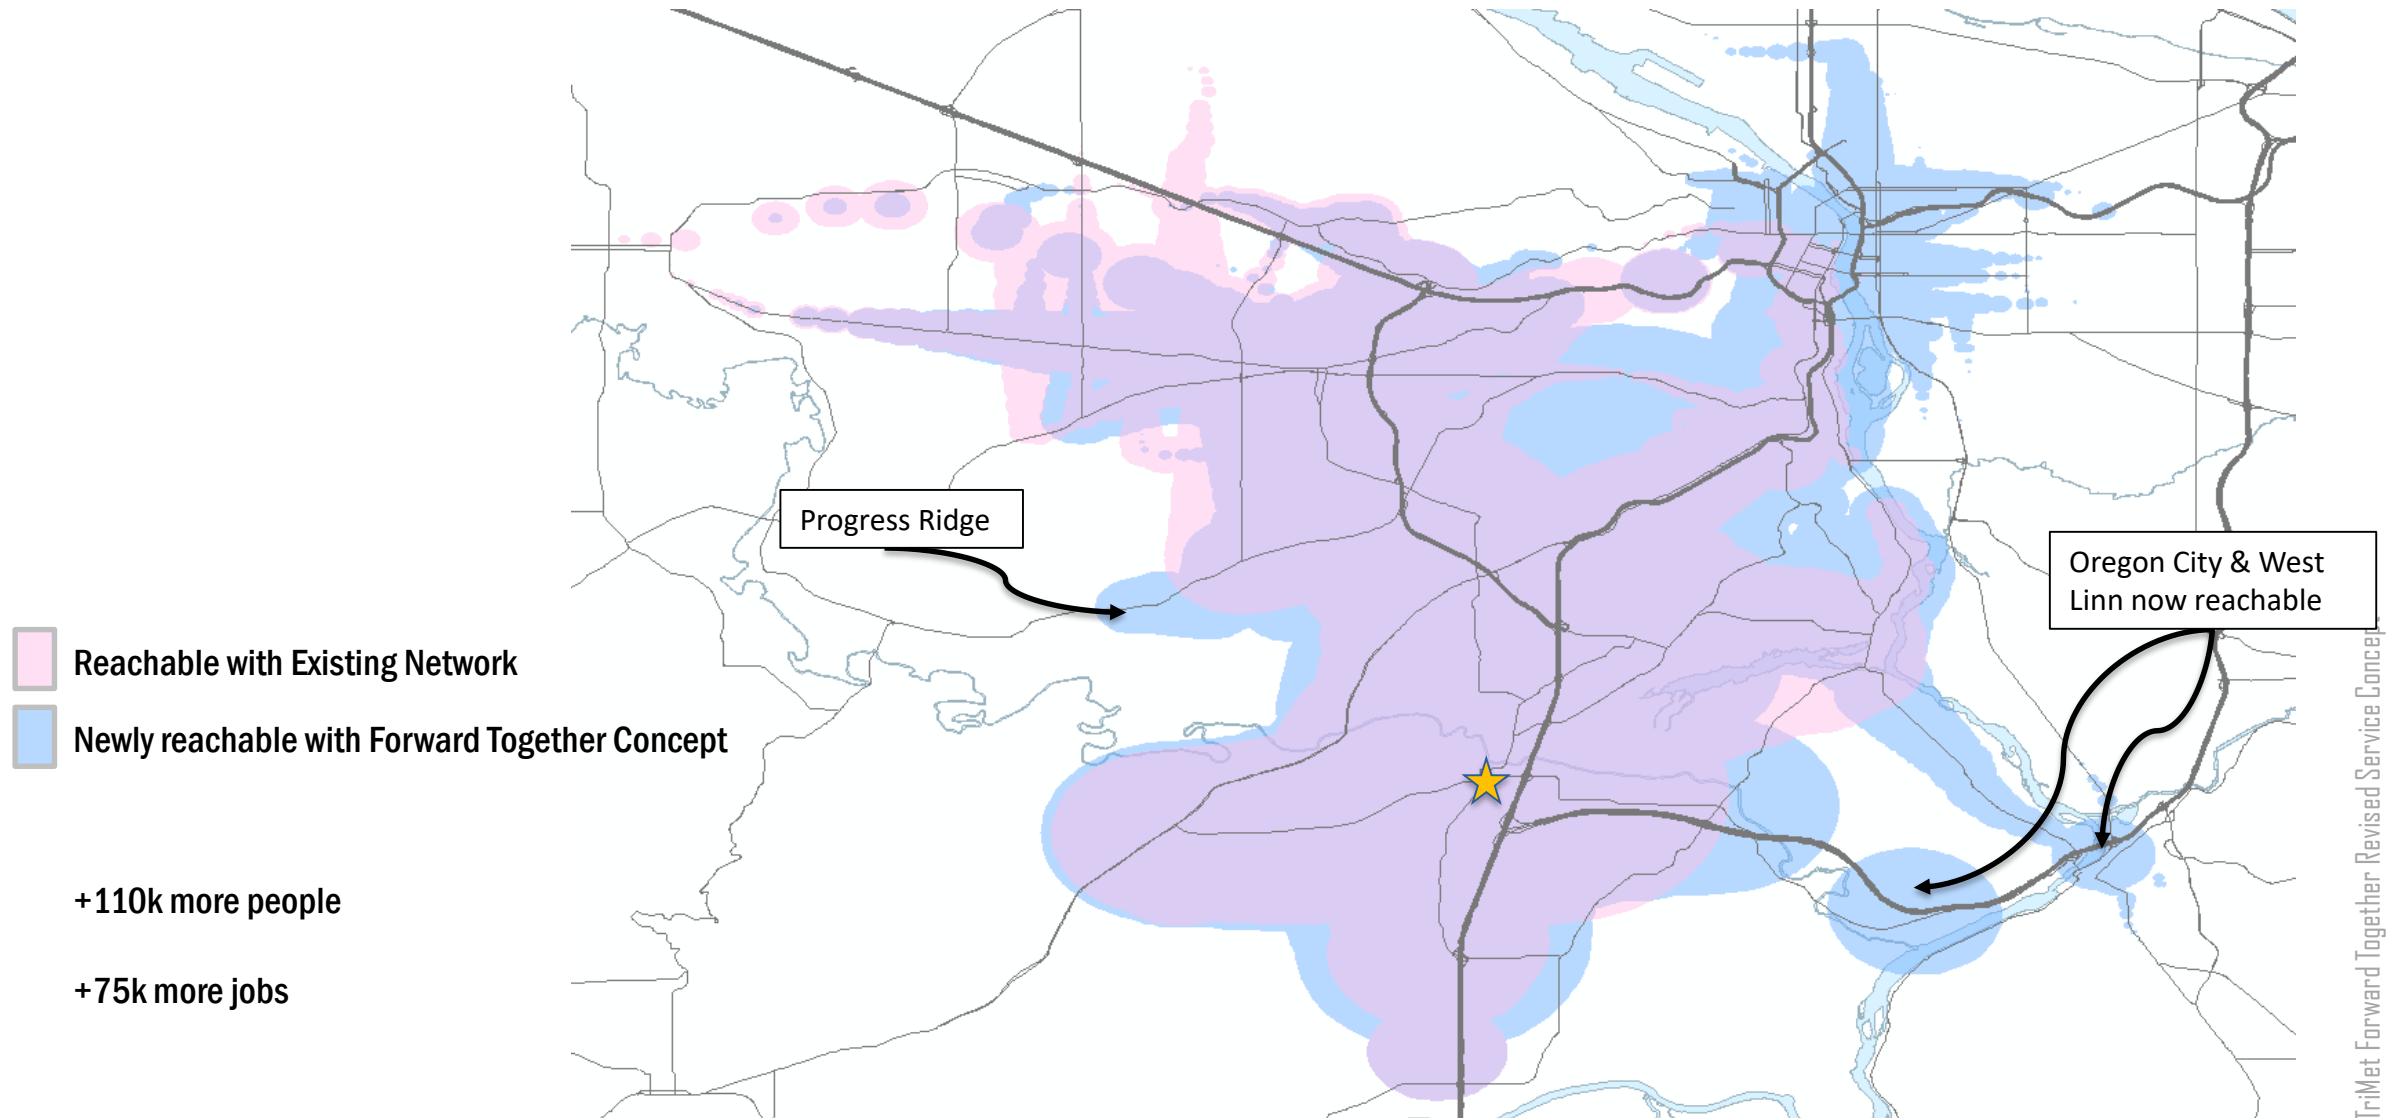 Progress Ridge
Oregon City & West
Linn now reachable
Reachable with Existing Network
Newly reachable with Forward Together Concept
+110k more people
+75k more jobs
TriMet Forward Together Revised Service Concept